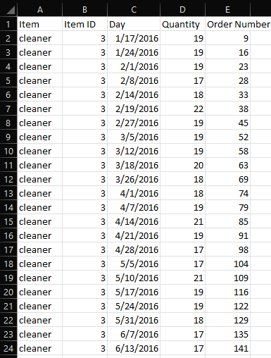 A B C D E
1 Item Item ID Day Quantity Order Number
2 cleaner 3 1/17/2016 19 9
3 cleaner 3 1/24/2016 19 16
4 cleaner 3 2/1/2016 19 23
5 cleaner 3 2/8/2016 17 28
6 cleaner 3 2/14/2016 18 33
7 cleaner 3 2/19/2016 22 38
8 cleaner 3 2/27/2016 19 45
9 cleaner 3 3/5/2016 19 52
10 cleaner 3 3/12/2016 19 58
11 cleaner 3 3/18/2016 20 63
12 cleaner 3 3/26/2016 18 69
13 cleaner 3 4/1/2016 18 74
14 cleaner 3 4/7/2016 19 79
15 cleaner 3 4/14/2016 21 85
16 cleaner 3 4/21/2016 19 91
17 cleaner 3 4/28/2016 17 98
18 cleaner 3 5/5/2016 17 104
19 cleaner 3 5/10/2016 21 109
20 cleaner 3 5/17/2016 19 116
21 cleaner 3 5/24/2016 19 122
22 cleaner 3 5/31/2016 18 129
23 cleaner 3 6/7/2016 17 135
24 cleaner 3 6/13/2016 17 141